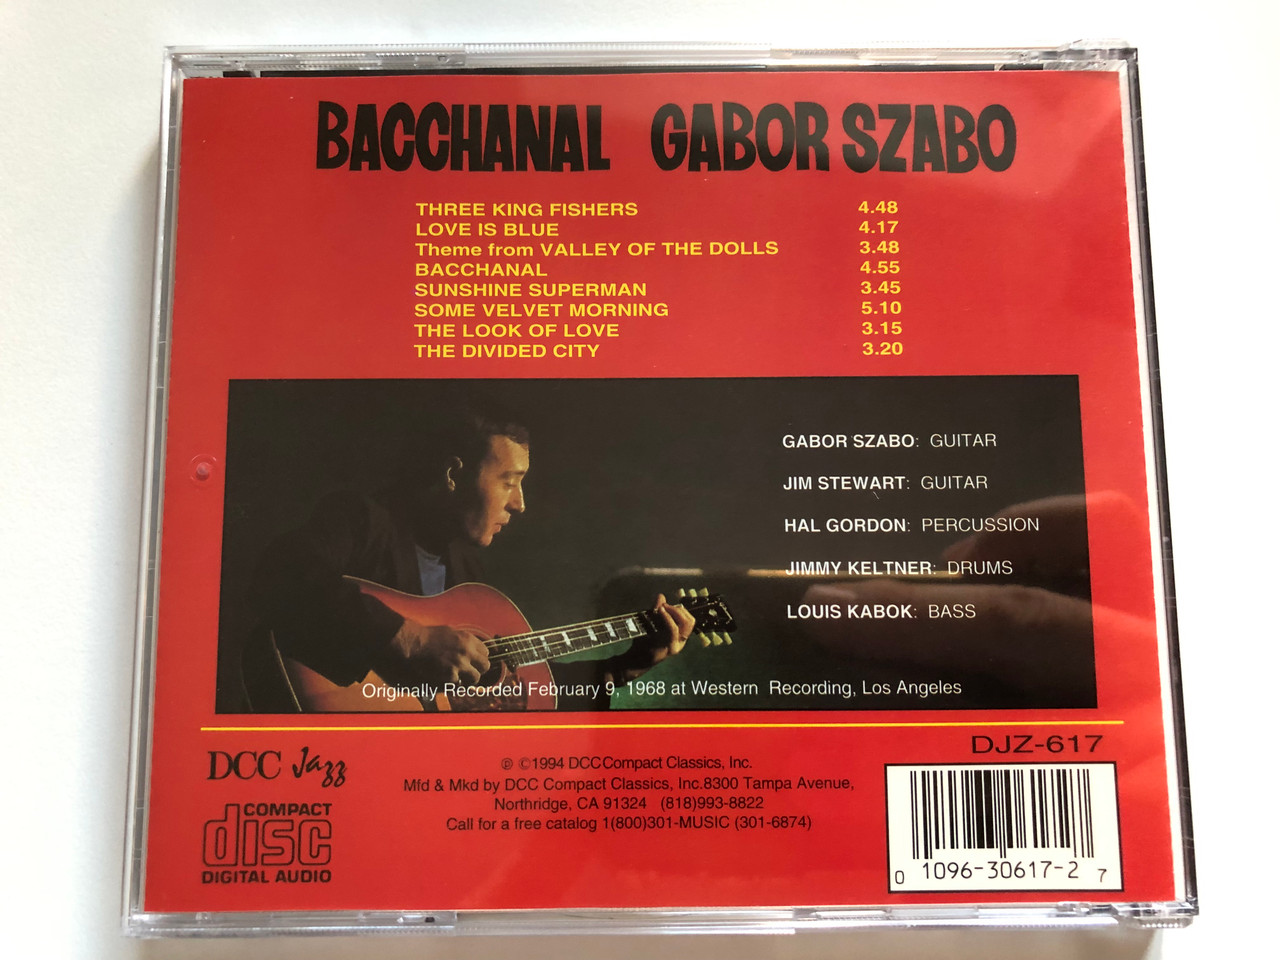 BACCHANAL GABOR SZABO
THREE KING FISHERS 4.48
LOVE IS BLUE 4.17
Theme from VALLEY OF THE DOLLS 3.48
BACCHANAL 4.55
SUNSHINE SUPERMAN 3.45
SOME VELVET MORNING 5.10
THE LOOK OF LOVE 3.15
THE DIVIDED CITY 3.20
GABOR SZABO: GUITAR
JIM STEWART: GUITAR
HAL GORDON: PERCUSSION
JIMMY KELTNER: DRUMS
LOUIS KABOK: BASS
Originally Recorded February 9, 1968 at Western Recording, Los Angeles
DJZ-617
DCC Jazz
℗ ©1994 DCC Compact Classics, Inc.
Mfd & Mkd by DCC Compact Classics, Inc.8300 Tampa Avenue,
Northridge, CA 91324 (818)993-8822
Call for a free catalog 1(800)301-MUSIC (301-6874)
COMPACT
disc
DIGITAL AUDIO
0 1096-30617-2 7